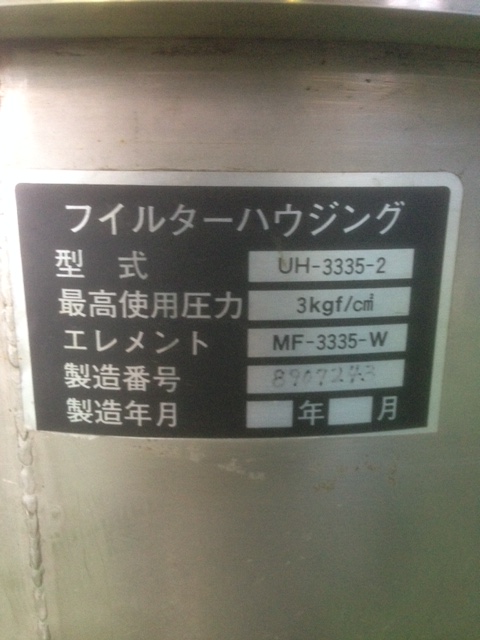 フイルターハウジング
型 式 UH-3335-2
最高使用圧力 3kgf/c㎡
エレメント MF-3335-W
製造番号 8907243
製造年月 年 月